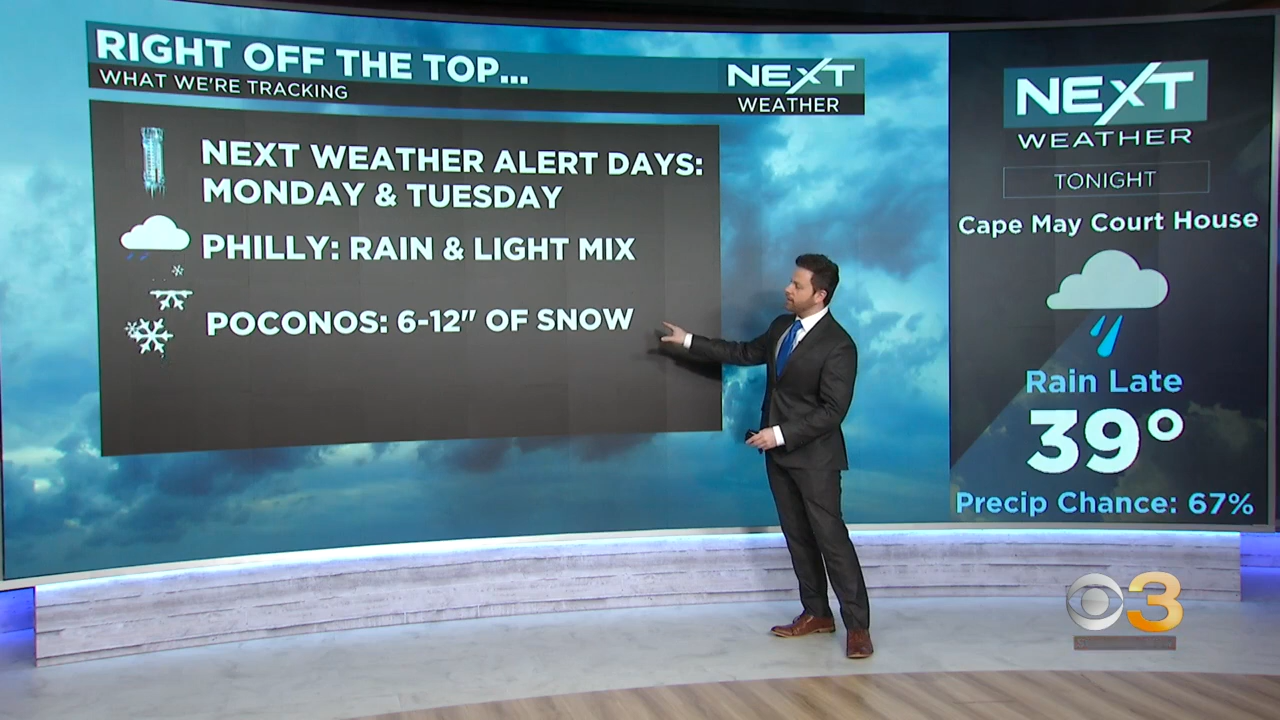 RIGHT OFF THE TOP...
WHAT WE'RE TRACKING
NEXT
WEATHER
NEXT WEATHER ALERT DAYS:
MONDAY & TUESDAY
PHILLY: RAIN & LIGHT MIX
POCONOS: 6-12" OF SNOW
NEXT
WEATHER
TONIGHT
Cape May Court House
Rain Late
39°
Precip Chance: 67%
3